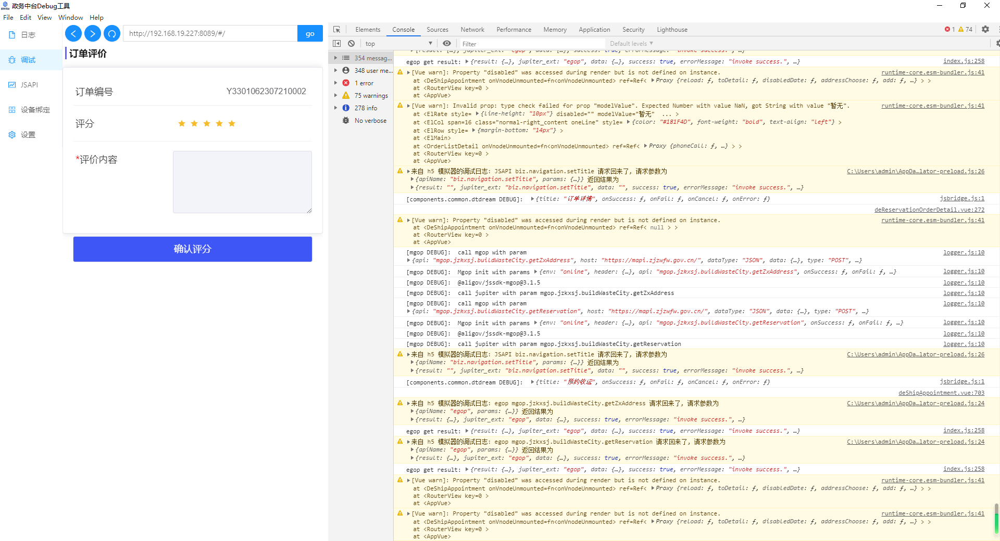 政务中台Debug工具
File Edit View Window Help
日志
调试
JSAPI
设备绑定
设置
http://192.168.19.227:8089/#/ go
订单评价
订单编号 Y3301062307210002
评分
*评价内容
确认评分
Elements Console Sources Network Performance Memory Application Security Lighthouse 1 74
top Filter Default levels
354 messag...
348 user me...
1 error
75 warnings
278 info
No verbose
{result: {…}, jupiter_ext: "egop", data: {…}, success: true, errorMessage: "invoke success.", …}
egop get result: {result: {…}, jupiter_ext: "egop", data: {…}, success: true, errorMessage: "invoke success.", …} index.js:258
[Vue warn]: Property "disabled" was accessed during render but is not defined on instance. runtime-core.esm-bundler.js:41
at <DeShipAppointment onVnodeUnmounted=fn<onVnodeUnmounted> ref=Ref< Proxy {reload: ƒ, toDetail: ƒ, disabledDate: ƒ, addressChoose: ƒ, add: ƒ, …} > >
at <RouterView key=0 >
at <AppVue>
[Vue warn]: Invalid prop: type check failed for prop "modelValue". Expected Number with value NaN, got String with value "暂无". runtime-core.esm-bundler.js:41
at <ElRate style= {line-height: "10px"} disabled="" modelValue="暂无" ... >
at <ElCol span=16 class="normal-right_content oneLine" style= {color: "#181F4D", font-weight: "bold", text-align: "left"} >
at <ElRow style= {margin-bottom: "14px"} >
at <ElMain>
at <OrderListDetail onVnodeUnmounted=fn<onVnodeUnmounted> ref=Ref< Proxy {phoneCall: ƒ, …} > >
at <RouterView key=0 >
at <AppVue>
来自 h5 模拟器的调试日志: JSAPI biz.navigation.setTitle 请求回来了, 请求参数为 C:\Users\admin\AppDa…lator-preload.js:26
{apiName: "biz.navigation.setTitle", params: {…}} 返回结果为
{result: "", jupiter_ext: "biz.navigation.setTitle", data: "", success: true, errorMessage: "invoke success.", …}
[components.common.dtdream DEBUG]: {title: "订单详情", onSuccess: ƒ, onFail: ƒ, onCancel: ƒ, onError: ƒ} jsbridge.js:1
deReservationOrderDetail.vue:272
[Vue warn]: Property "disabled" was accessed during render but is not defined on instance. runtime-core.esm-bundler.js:41
at <DeShipAppointment onVnodeUnmounted=fn<onVnodeUnmounted> ref=Ref< null > >
at <RouterView key=0 >
at <AppVue>
[mgop DEBUG]: call mgop with param logger.js:10
{api: "mgop.jzkxsj.buildWasteCity.getZxAddress", host: "https://mapi.zjzwfw.gov.cn/", dataType: "JSON", data: {…}, type: "POST", …}
[mgop DEBUG]: Mgop init with params {env: "online", header: {…}, api: "mgop.jzkxsj.buildWasteCity.getZxAddress", onSuccess: ƒ, onFail: ƒ, …} logger.js:10
[mgop DEBUG]: @aligov/jssdk-mgop@3.1.5 logger.js:10
[mgop DEBUG]: call jupiter with param mgop.jzkxsj.buildWasteCity.getZxAddress logger.js:10
[mgop DEBUG]: call mgop with param logger.js:10
{api: "mgop.jzkxsj.buildWasteCity.getReservation", host: "https://mapi.zjzwfw.gov.cn/", dataType: "JSON", data: {…}, type: "POST", …}
[mgop DEBUG]: Mgop init with params {env: "online", header: {…}, api: "mgop.jzkxsj.buildWasteCity.getReservation", onSuccess: ƒ, onFail: ƒ, …} logger.js:10
[mgop DEBUG]: @aligov/jssdk-mgop@3.1.5 logger.js:10
[mgop DEBUG]: call jupiter with param mgop.jzkxsj.buildWasteCity.getReservation logger.js:10
来自 h5 模拟器的调试日志: JSAPI biz.navigation.setTitle 请求回来了, 请求参数为 C:\Users\admin\AppDa…lator-preload.js:26
{apiName: "biz.navigation.setTitle", params: {…}} 返回结果为
{result: "", jupiter_ext: "biz.navigation.setTitle", data: "", success: true, errorMessage: "invoke success.", …}
[components.common.dtdream DEBUG]: {title: "预约收运", onSuccess: ƒ, onFail: ƒ, onCancel: ƒ, onError: ƒ} jsbridge.js:1
deShipAppointment.vue:703
来自 h5 模拟器的调试日志: egop mgop.jzkxsj.buildWasteCity.getZxAddress 请求回来了, 请求参数为 C:\Users\admin\AppDa…lator-preload.js:24
{apiName: "egop", params: {…}} 返回结果为
{result: {…}, jupiter_ext: "egop", data: {…}, success: true, errorMessage: "invoke success.", …}
egop get result: {result: {…}, jupiter_ext: "egop", data: {…}, success: true, errorMessage: "invoke success.", …} index.js:258
来自 h5 模拟器的调试日志: egop mgop.jzkxsj.buildWasteCity.getReservation 请求回来了, 请求参数为 C:\Users\admin\AppDa…lator-preload.js:24
{apiName: "egop", params: {…}} 返回结果为
{result: {…}, jupiter_ext: "egop", data: {…}, success: true, errorMessage: "invoke success.", …}
egop get result: {result: {…}, jupiter_ext: "egop", data: {…}, success: true, errorMessage: "invoke success.", …} index.js:258
[Vue warn]: Property "disabled" was accessed during render but is not defined on instance. runtime-core.esm-bundler.js:41
at <DeShipAppointment onVnodeUnmounted=fn<onVnodeUnmounted> ref=Ref< Proxy {reload: ƒ, toDetail: ƒ, disabledDate: ƒ, addressChoose: ƒ, add: ƒ, …} > >
at <RouterView key=0 >
at <AppVue>
[Vue warn]: Property "disabled" was accessed during render but is not defined on instance. runtime-core.esm-bundler.js:41
at <DeShipAppointment onVnodeUnmounted=fn<onVnodeUnmounted> ref=Ref< Proxy {reload: ƒ, toDetail: ƒ, disabledDate: ƒ, addressChoose: ƒ, add: ƒ, …} > >
at <RouterView key=0 >
at <AppVue>